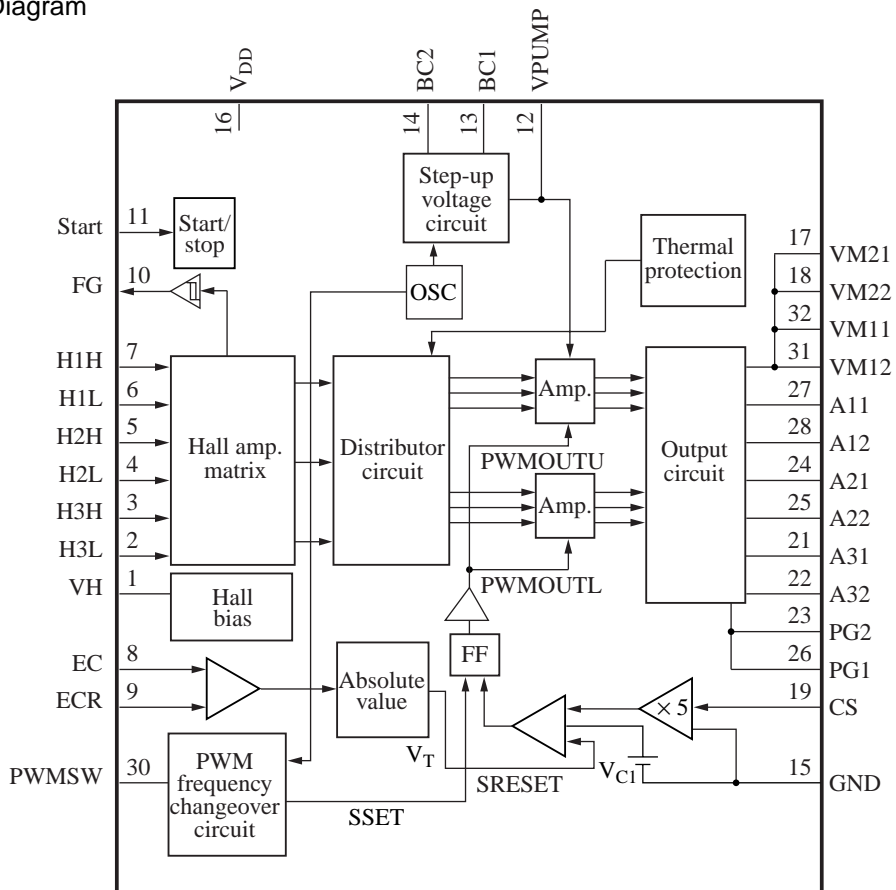 Diagram
VDD
16
BC2
14
BC1
13
VPUMP
12
Step-up
voltage
circuit
Start
11
Start/
stop
FG
10
OSC
Thermal
protection
17
VM21
18
VM22
32
VM11
31
VM12
H1H
7
H1L
6
H2H
5
H2L
4
H3H
3
H3L
2
Hall amp.
matrix
Distributor
circuit
Amp.
PWMOUTU
Amp.
PWMOUTL
Output
circuit
27
A11
28
A12
24
A21
25
A22
21
A31
22
A32
23
PG2
26
PG1
VH
1
Hall
bias
EC
8
ECR
9
Absolute
value
FF
× 5
19
CS
VT
SRESET
VC1
15
GND
PWMSW
30
PWM
frequency
changeover
circuit
SSET